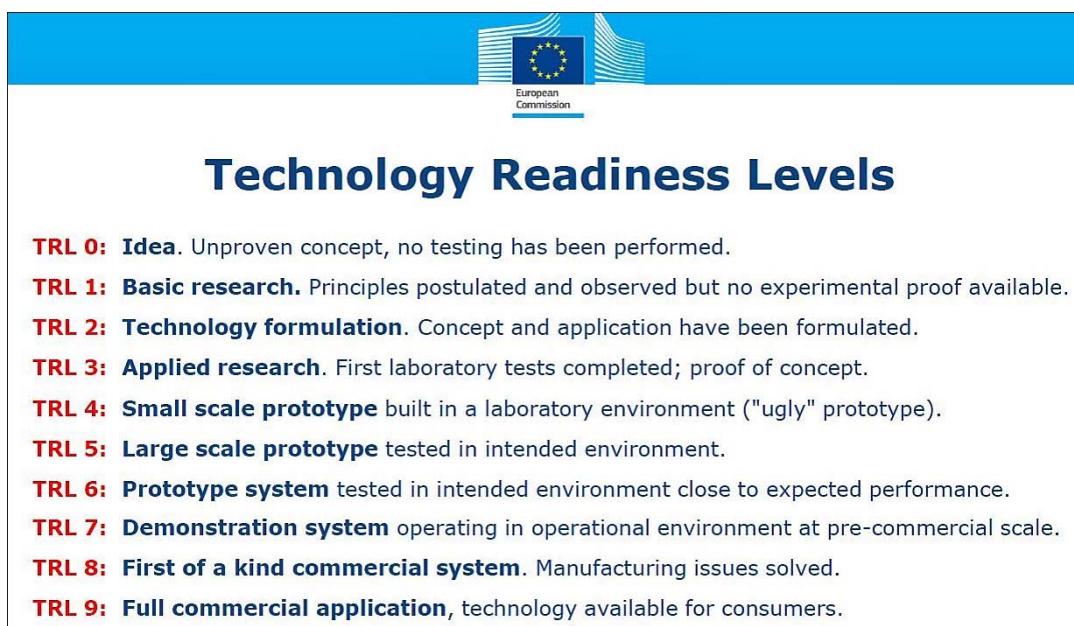 European
Commission
Technology Readiness Levels
TRL 0: Idea. Unproven concept, no testing has been performed.
TRL 1: Basic research. Principles postulated and observed but no experimental proof available.
TRL 2: Technology formulation. Concept and application have been formulated.
TRL 3: Applied research. First laboratory tests completed; proof of concept.
TRL 4: Small scale prototype built in a laboratory environment ("ugly" prototype).
TRL 5: Large scale prototype tested in intended environment.
TRL 6: Prototype system tested in intended environment close to expected performance.
TRL 7: Demonstration system operating in operational environment at pre-commercial scale.
TRL 8: First of a kind commercial system. Manufacturing issues solved.
TRL 9: Full commercial application, technology available for consumers.